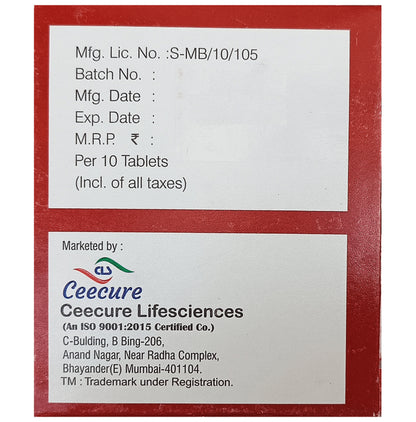 Mfg. Lic. No. :S-MB/10/105
Batch No. :
Mfg. Date :
Exp. Date :
M.R.P. ₹ :
Per 10 Tablets
(Incl. of all taxes)
Marketed by :
CLS
Ceecure
Ceecure Lifesciences
(An ISO 9001:2015 Certified Co.)
C-Bulding, B Bing-206,
Anand Nagar, Near Radha Complex,
Bhayander(E) Mumbai-401104.
TM : Trademark under Registration.